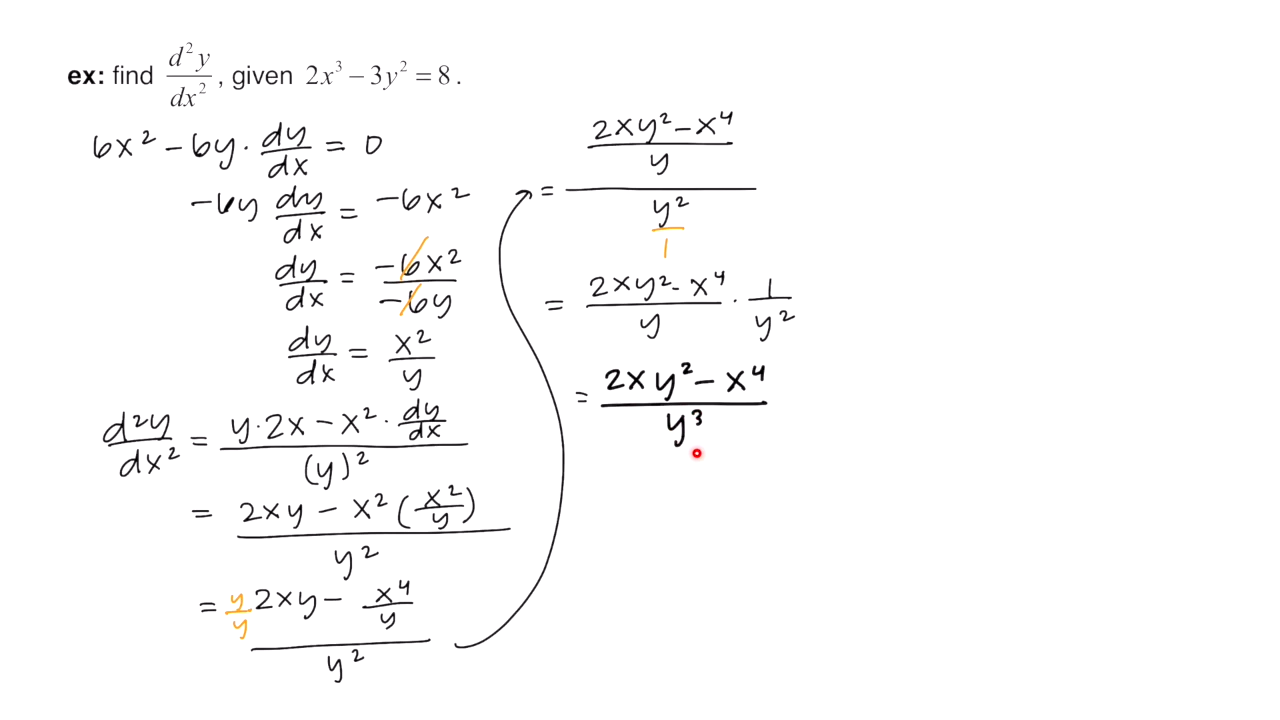 ex: find d²y/dx², given 2x³ − 3y² = 8.
6x² − 6y · dy/dx = 0
−6y dy/dx = −6x²
dy/dx = −6x²/−6y
dy/dx = x²/y
d²y/dx² = (y·2x − x² · dy/dx)/(y)²
= (2xy − x²(x²/y))/y²
= (y/y 2xy − x⁴/y)/y²
= ((2xy² − x⁴)/y)/(y²/1)
= (2xy² − x⁴)/y · 1/y²
= (2xy² − x⁴)/y³